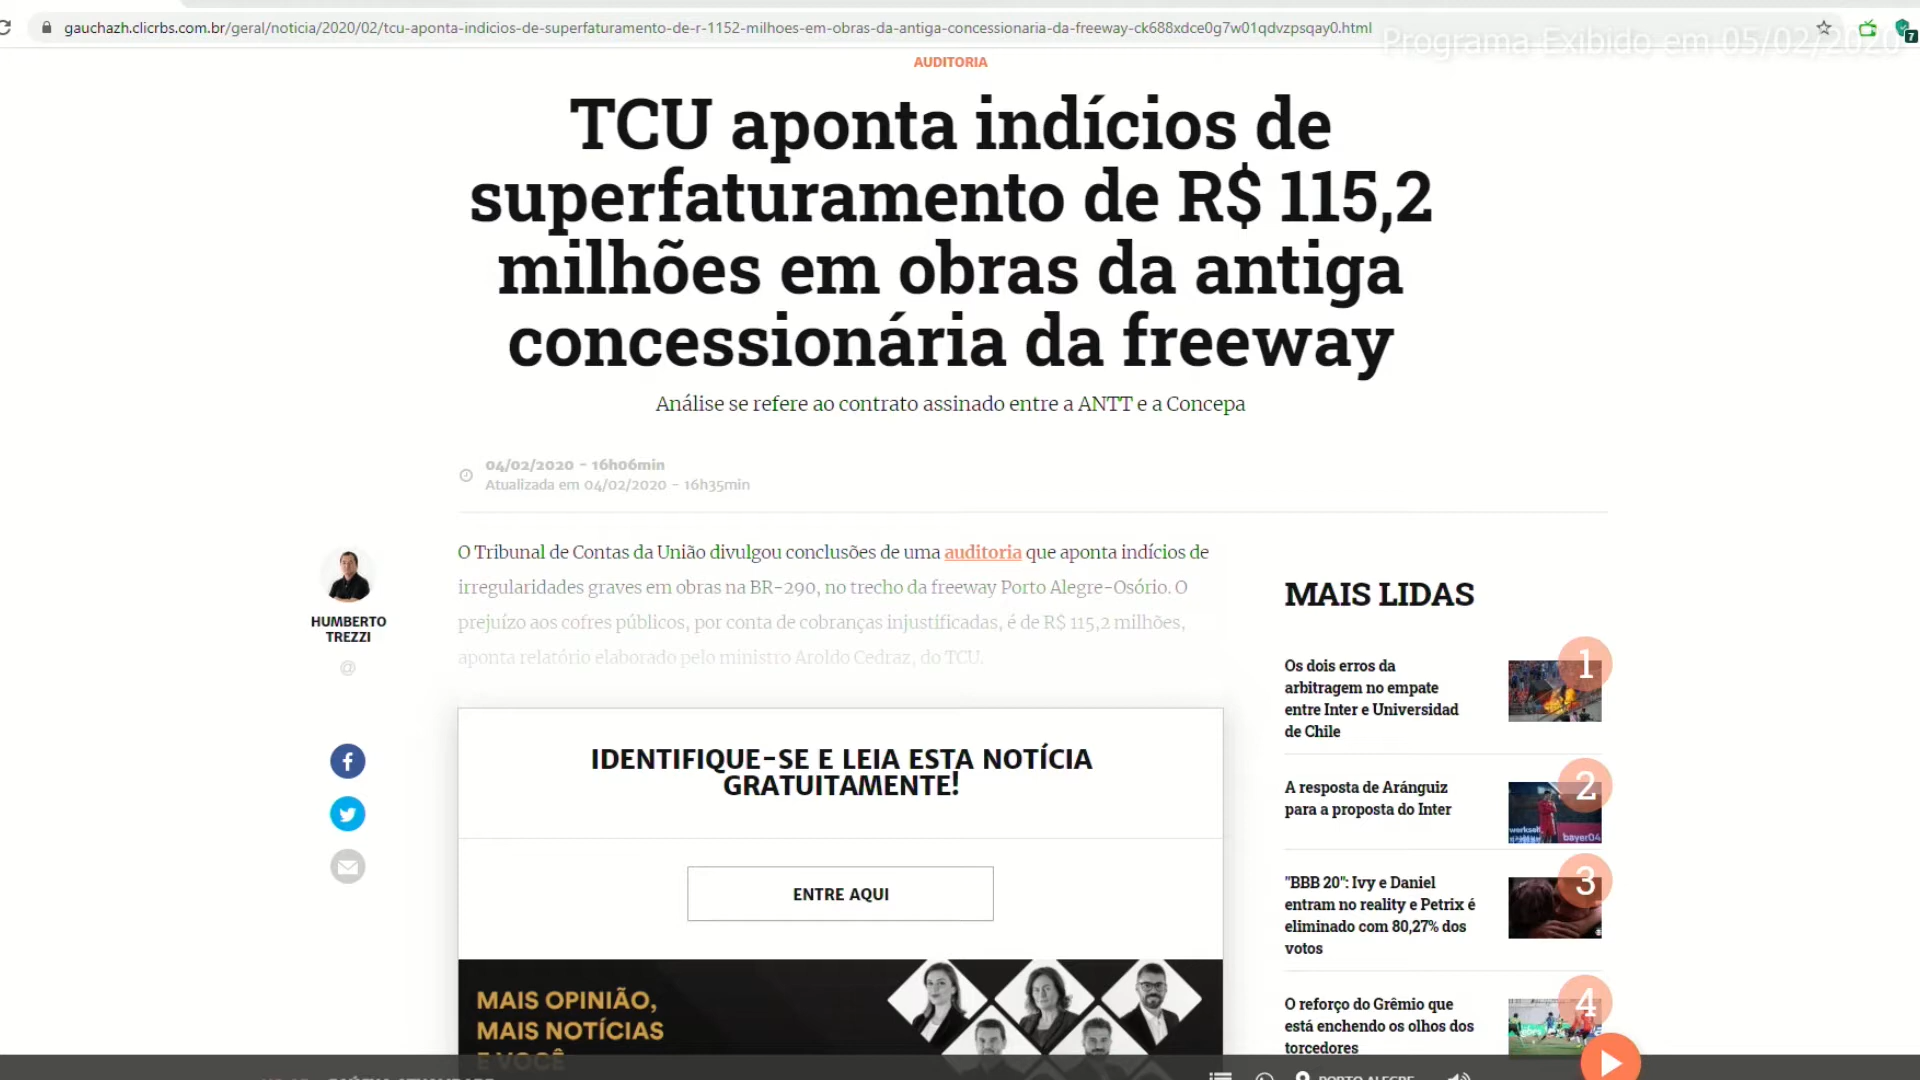 gauchazh.clicrbs.com.br/geral/noticia/2020/02/tcu-aponta-indicios-de-superfaturamento-de-r-1152-milhoes-em-obras-da-antiga-concessionaria-da-freeway-ck688xdce0g7w01qdvzpsqay0.html
7
Programa Exibido em 05/02/2020
AUDITORIA
TCU aponta indícios de
superfaturamento de R$ 115,2
milhões em obras da antiga
concessionária da freeway
Análise se refere ao contrato assinado entre a ANTT e a Concepa
04/02/2020 - 16h06min
Atualizada em 04/02/2020 - 16h35min
HUMBERTO
TREZZI
@
O Tribunal de Contas da União divulgou conclusões de uma auditoria que aponta indícios de
irregularidades graves em obras na BR-290, no trecho da freeway Porto Alegre-Osório. O
prejuízo aos cofres públicos, por conta de cobranças injustificadas, é de R$ 115,2 milhões,
aponta relatório elaborado pelo ministro Aroldo Cedraz, do TCU.
IDENTIFIQUE-SE E LEIA ESTA NOTÍCIA
GRATUITAMENTE!
ENTRE AQUI
MAIS OPINIÃO,
MAIS NOTÍCIAS
E VOCÊ
MAIS LIDAS
Os dois erros da
arbitragem no empate
entre Inter e Universidad
de Chile
1
A resposta de Aránguiz
para a proposta do Inter
2
bayer04
"BBB 20": Ivy e Daniel
entram no reality e Petrix é
eliminado com 80,27% dos
votos
3
O reforço do Grêmio que
está enchendo os olhos dos
torcedores
4
PORTO ALEGRE